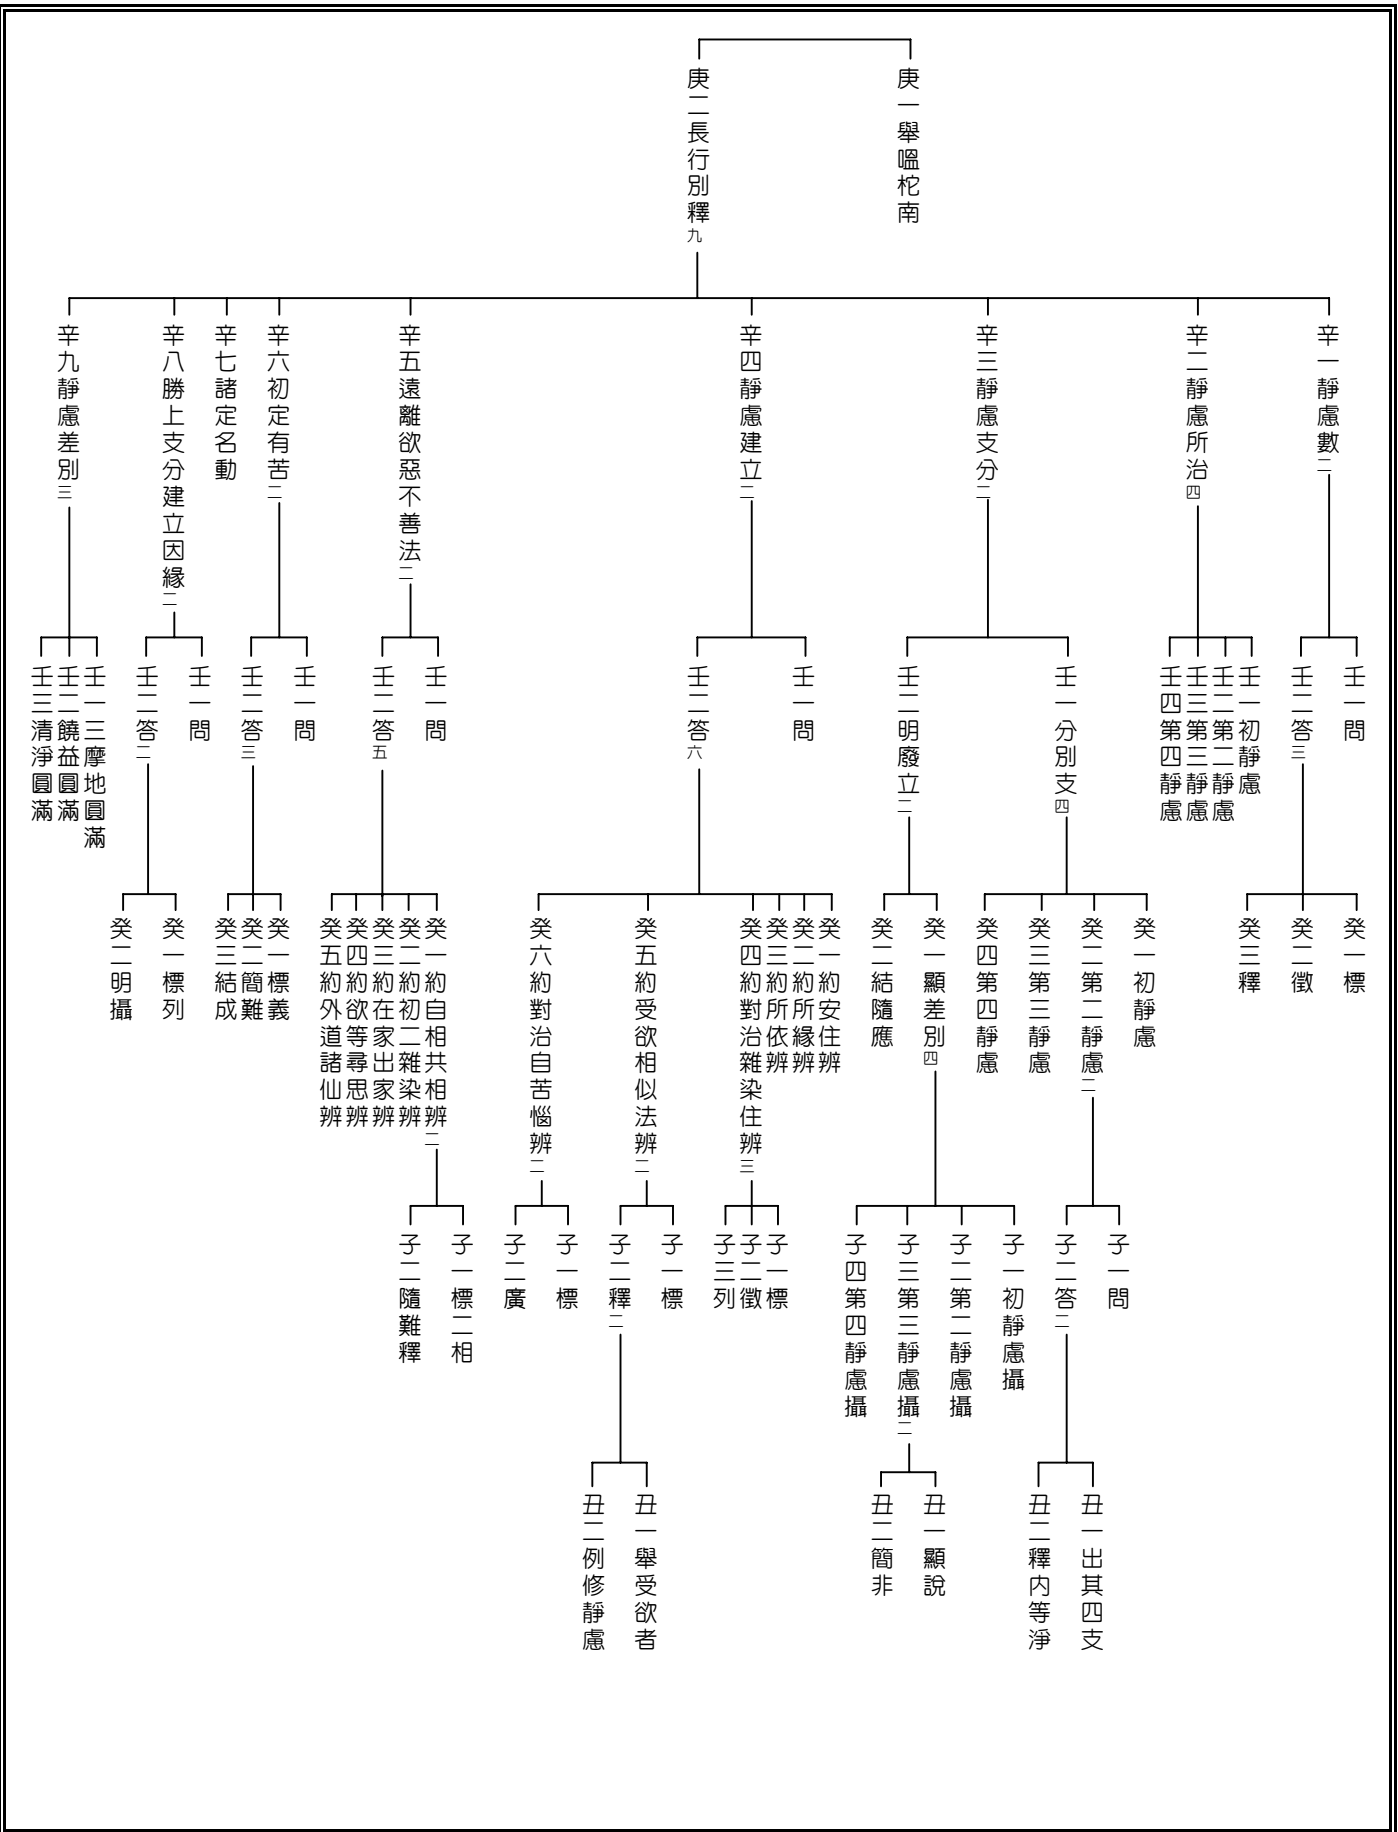 庚一舉嗢柁南
庚二長行別釋九
辛一靜慮數二
辛二靜慮所治四
辛三靜慮支分二
辛四靜慮建立二
辛五遠離欲惡不善法二
辛六初定有苦二
辛七諸定名動
辛八勝上支分建立因緣二
辛九靜慮差別三
壬一問
壬二答三
壬一初靜慮
壬二第二靜慮
壬三第三靜慮
壬四第四靜慮
壬一分別支四
壬二明廢立二
壬一問
壬二答六
壬一問
壬二答五
壬一問
壬二答三
壬一問
壬二答二
壬一三摩地圓滿
壬二饒益圓滿
壬三清淨圓滿
癸一標
癸二徵
癸三釋
癸一初靜慮
癸二第二靜慮二
癸三第三靜慮
癸四第四靜慮
癸一顯差別四
癸二結隨應
癸一約安住辨
癸二約所緣辨
癸三約所依辨
癸四約對治雜染住辨三
癸五約受欲相似法辨二
癸六約對治自苦惱辨二
癸一約自相共相辨二
癸二約初二雜染辨
癸三約在家出家辨
癸四約欲等尋思辨
癸五約外道諸仙辨
癸一標義
癸二簡難
癸三結成
癸一標列
癸二明攝
子一問
子二答二
子一初靜慮攝
子二第二靜慮攝
子三第三靜慮攝二
子四第四靜慮攝
子一標
子二徵
子三列
子一標
子二釋二
子一標
子二廣
子一標二相
子二隨難釋
丑一出其四支
丑二釋内等淨
丑一顯說
丑二簡非
丑一舉受欲者
丑二例修靜慮